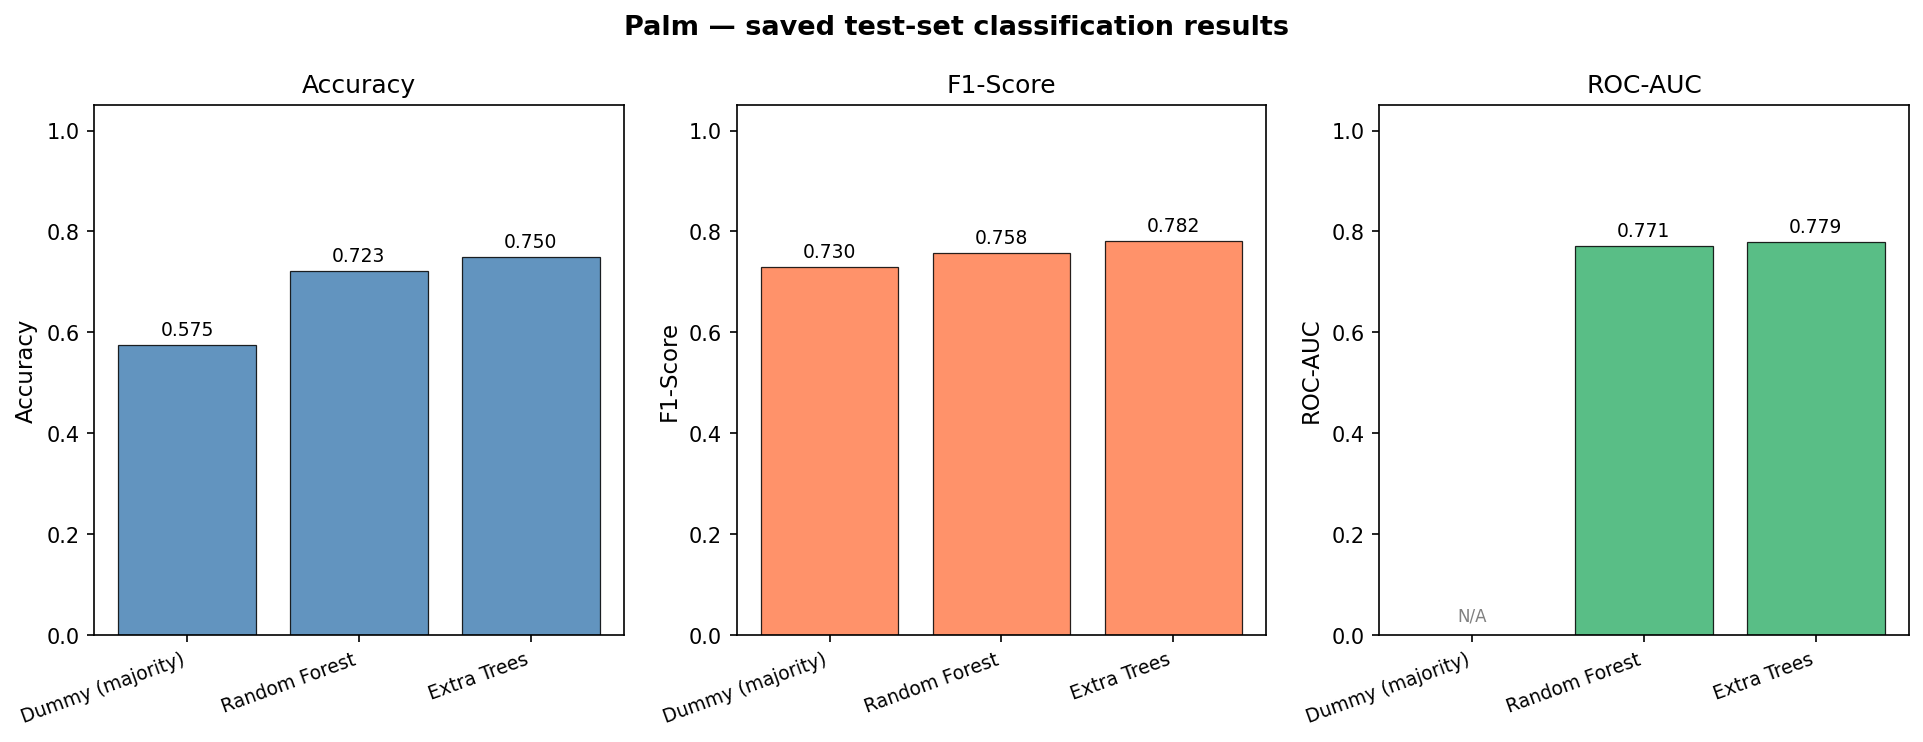 Palm — saved test-set classification results
Accuracy
Accuracy
1.0
0.8
0.6
0.4
0.2
0.0
0.575
0.723
0.750
Dummy (majority)
Random Forest
Extra Trees
F1-Score
F1-Score
1.0
0.8
0.6
0.4
0.2
0.0
0.730
0.758
0.782
Dummy (majority)
Random Forest
Extra Trees
ROC-AUC
ROC-AUC
1.0
0.8
0.6
0.4
0.2
0.0
N/A
0.771
0.779
Dummy (majority)
Random Forest
Extra Trees